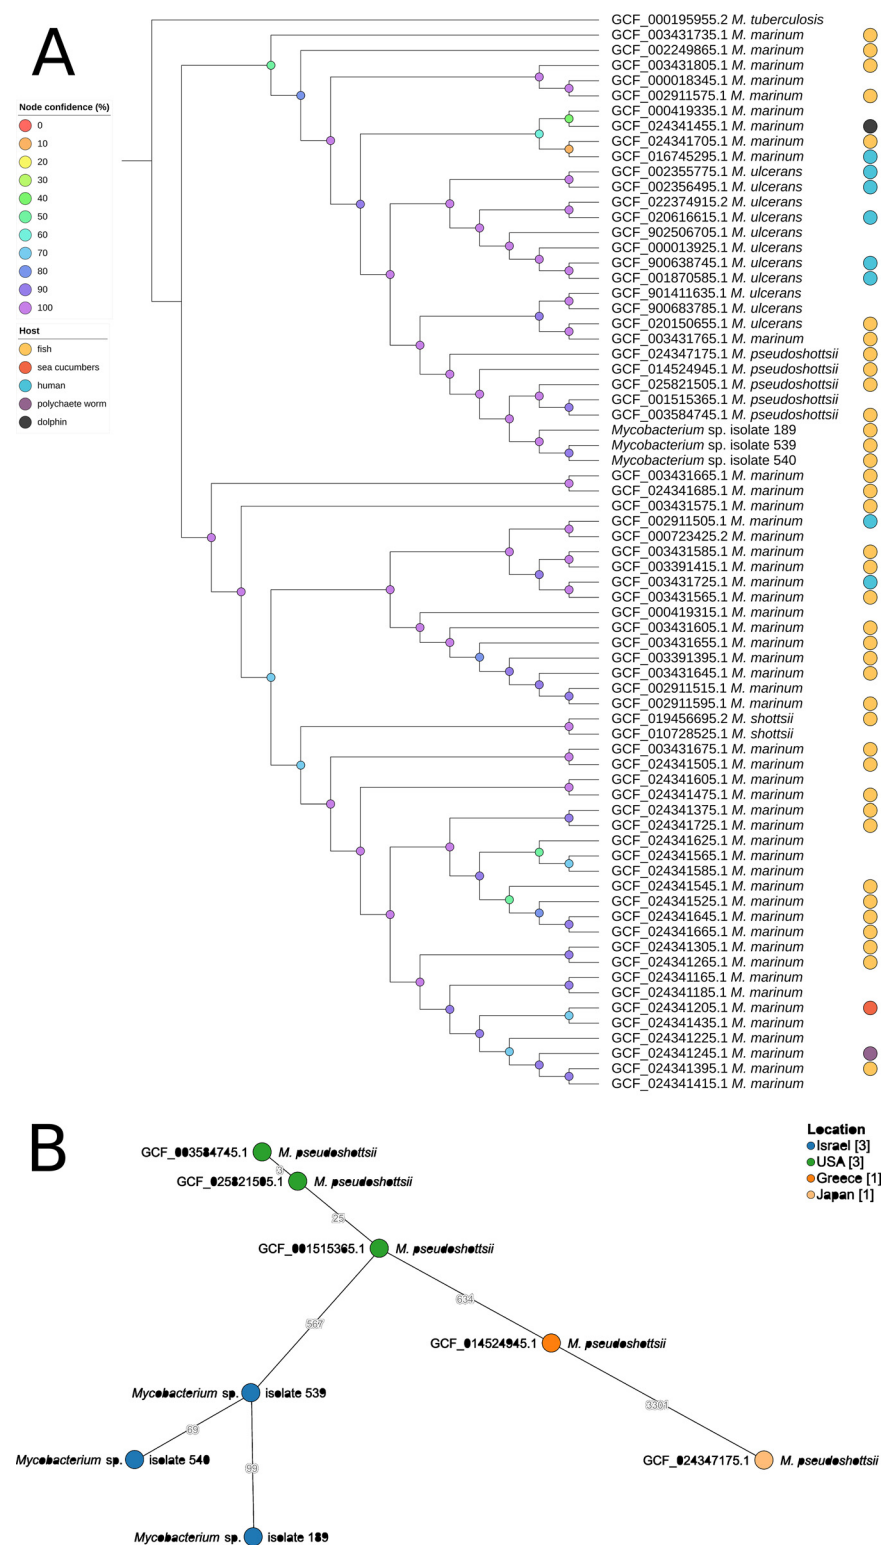 A
GCF_000195955.2 M. tuberculosis
GCF_003431735.1 M. marinum
GCF_002249865.1 M. marinum
GCF_003431805.1 M. marinum
GCF_000018345.1 M. marinum
GCF_002911575.1 M. marinum
GCF_000419335.1 M. marinum
GCF_024341455.1 M. marinum
GCF_024341705.1 M. marinum
GCF_016745295.1 M. marinum
GCF_002355775.1 M. ulcerans
GCF_002356495.1 M. ulcerans
GCF_022374915.2 M. ulcerans
GCF_020616615.1 M. ulcerans
GCF_902506705.1 M. ulcerans
GCF_000013925.1 M. ulcerans
GCF_900638745.1 M. ulcerans
GCF_001870585.1 M. ulcerans
GCF_901411635.1 M. ulcerans
GCF_900683785.1 M. ulcerans
GCF_020150655.1 M. ulcerans
GCF_003431765.1 M. marinum
GCF_024347175.1 M. pseudoshottsii
GCF_014524945.1 M. pseudoshottsii
GCF_025821505.1 M. pseudoshottsii
GCF_001515365.1 M. pseudoshottsii
GCF_003584745.1 M. pseudoshottsii
Mycobacterium sp. isolate 189
Mycobacterium sp. isolate 539
Mycobacterium sp. isolate 540
GCF_003431665.1 M. marinum
GCF_024341685.1 M. marinum
GCF_003431575.1 M. marinum
GCF_002911505.1 M. marinum
GCF_000723425.2 M. marinum
GCF_003431585.1 M. marinum
GCF_003391415.1 M. marinum
GCF_003431725.1 M. marinum
GCF_003431565.1 M. marinum
GCF_000419315.1 M. marinum
GCF_003431605.1 M. marinum
GCF_003431655.1 M. marinum
GCF_003391395.1 M. marinum
GCF_003431645.1 M. marinum
GCF_002911515.1 M. marinum
GCF_002911595.1 M. marinum
GCF_019456695.2 M. shottsii
GCF_010728525.1 M. shottsii
GCF_003431675.1 M. marinum
GCF_024341505.1 M. marinum
GCF_024341605.1 M. marinum
GCF_024341475.1 M. marinum
GCF_024341375.1 M. marinum
GCF_024341725.1 M. marinum
GCF_024341625.1 M. marinum
GCF_024341565.1 M. marinum
GCF_024341585.1 M. marinum
GCF_024341545.1 M. marinum
GCF_024341525.1 M. marinum
GCF_024341645.1 M. marinum
GCF_024341665.1 M. marinum
GCF_024341305.1 M. marinum
GCF_024341265.1 M. marinum
GCF_024341165.1 M. marinum
GCF_024341185.1 M. marinum
GCF_024341205.1 M. marinum
GCF_024341435.1 M. marinum
GCF_024341225.1 M. marinum
GCF_024341245.1 M. marinum
GCF_024341395.1 M. marinum
GCF_024341415.1 M. marinum
Node confidence (%)
0
10
20
30
40
50
60
70
80
90
100
Host
fish
sea cucumbers
human
polychaete worm
dolphin
B
Location
Israel [3]
USA [3]
Greece [1]
Japan [1]
GCF_003584745.1 M. pseudoshottsii
3
GCF_025821505.1 M. pseudoshottsii
25
GCF_001515365.1 M. pseudoshottsii
634
567
GCF_014524945.1 M. pseudoshottsii
Mycobacterium sp. isolate 539
3301
69
99
Mycobacterium sp. isolate 540
GCF_024347175.1 M. pseudoshottsii
Mycobacterium sp. isolate 189